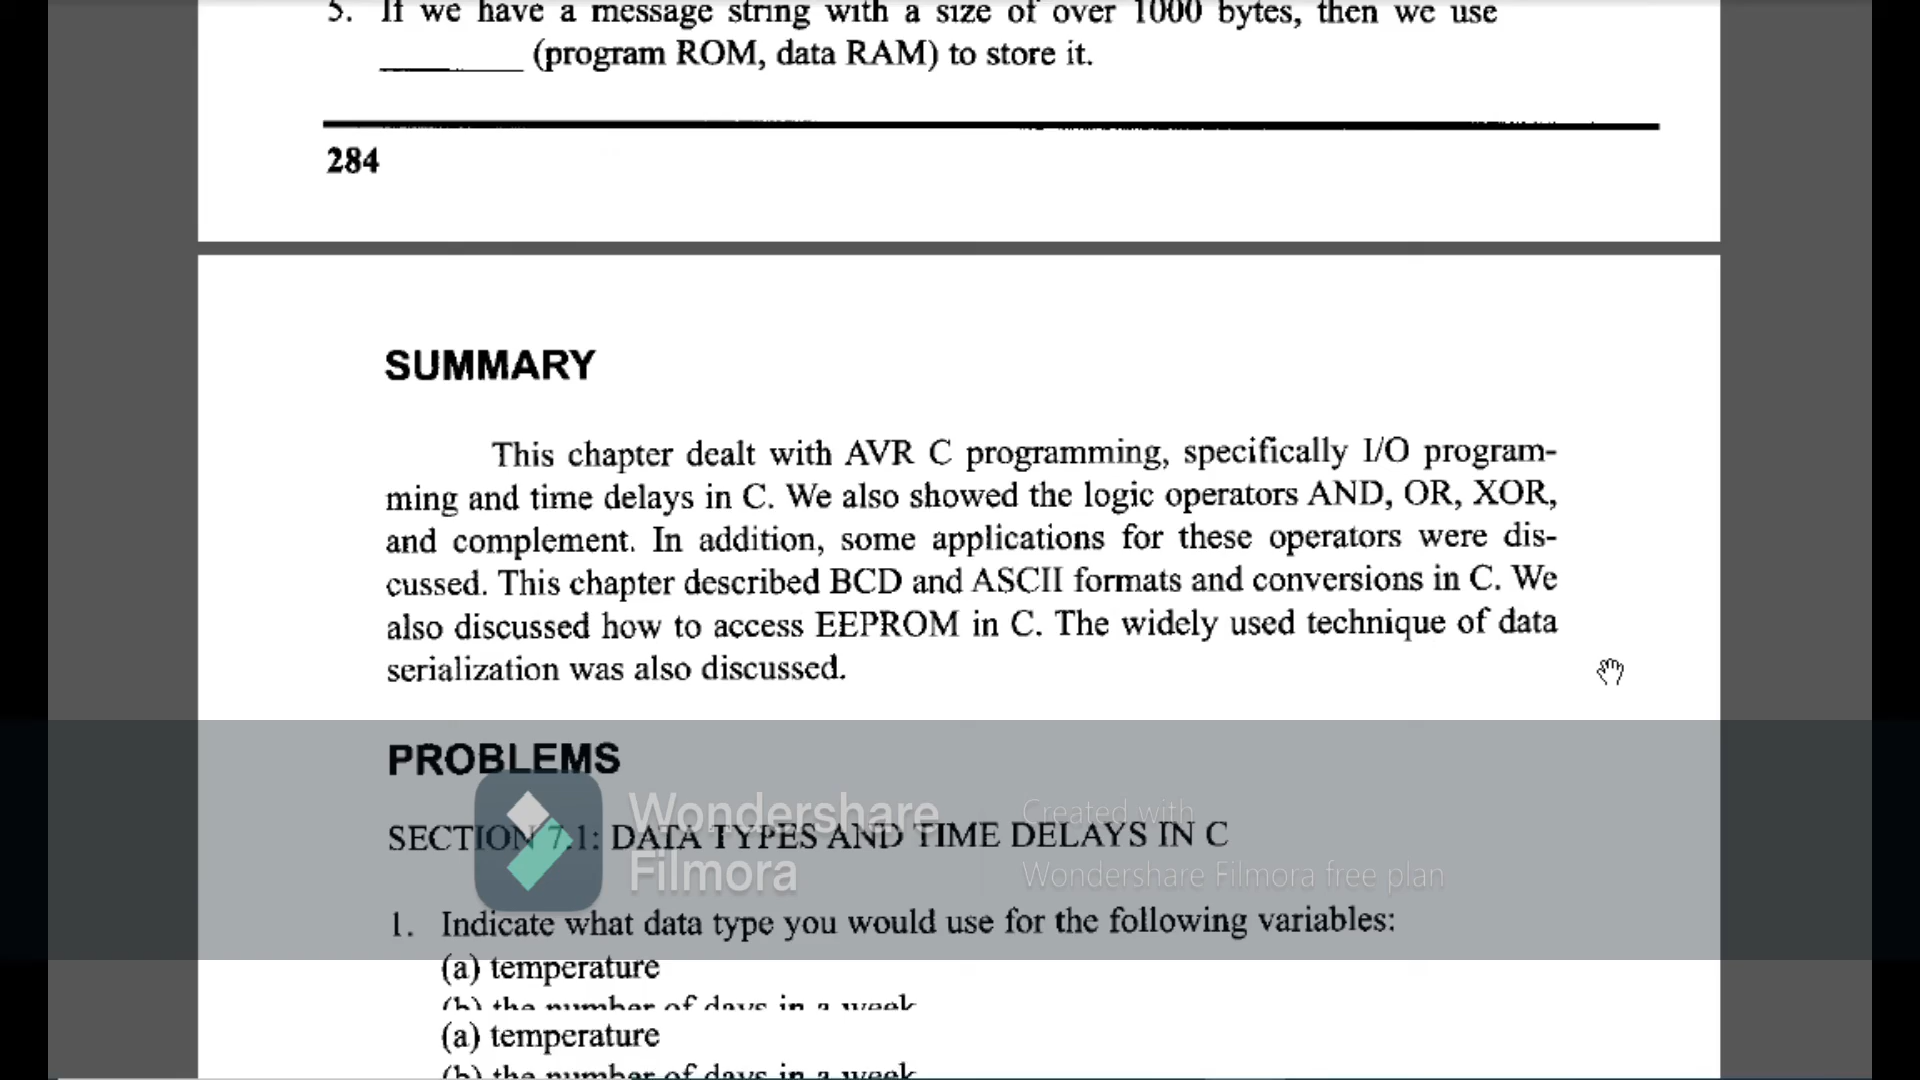 5. If we have a message string with a size of over 1000 bytes, then we use
________ (program ROM, data RAM) to store it.
284
SUMMARY
This chapter dealt with AVR C programming, specifically I/O program-
ming and time delays in C. We also showed the logic operators AND, OR, XOR,
and complement. In addition, some applications for these operators were dis-
cussed. This chapter described BCD and ASCII formats and conversions in C. We
also discussed how to access EEPROM in C. The widely used technique of data
serialization was also discussed.
PROBLEMS
SECTION 7.1: DATA TYPES AND TIME DELAYS IN C
Wondershare
Filmora
Created with
Wondershare Filmora free plan
1. Indicate what data type you would use for the following variables:
(a) temperature
(b) the number of days in a week
(a) temperature
(b) the number of days in a week